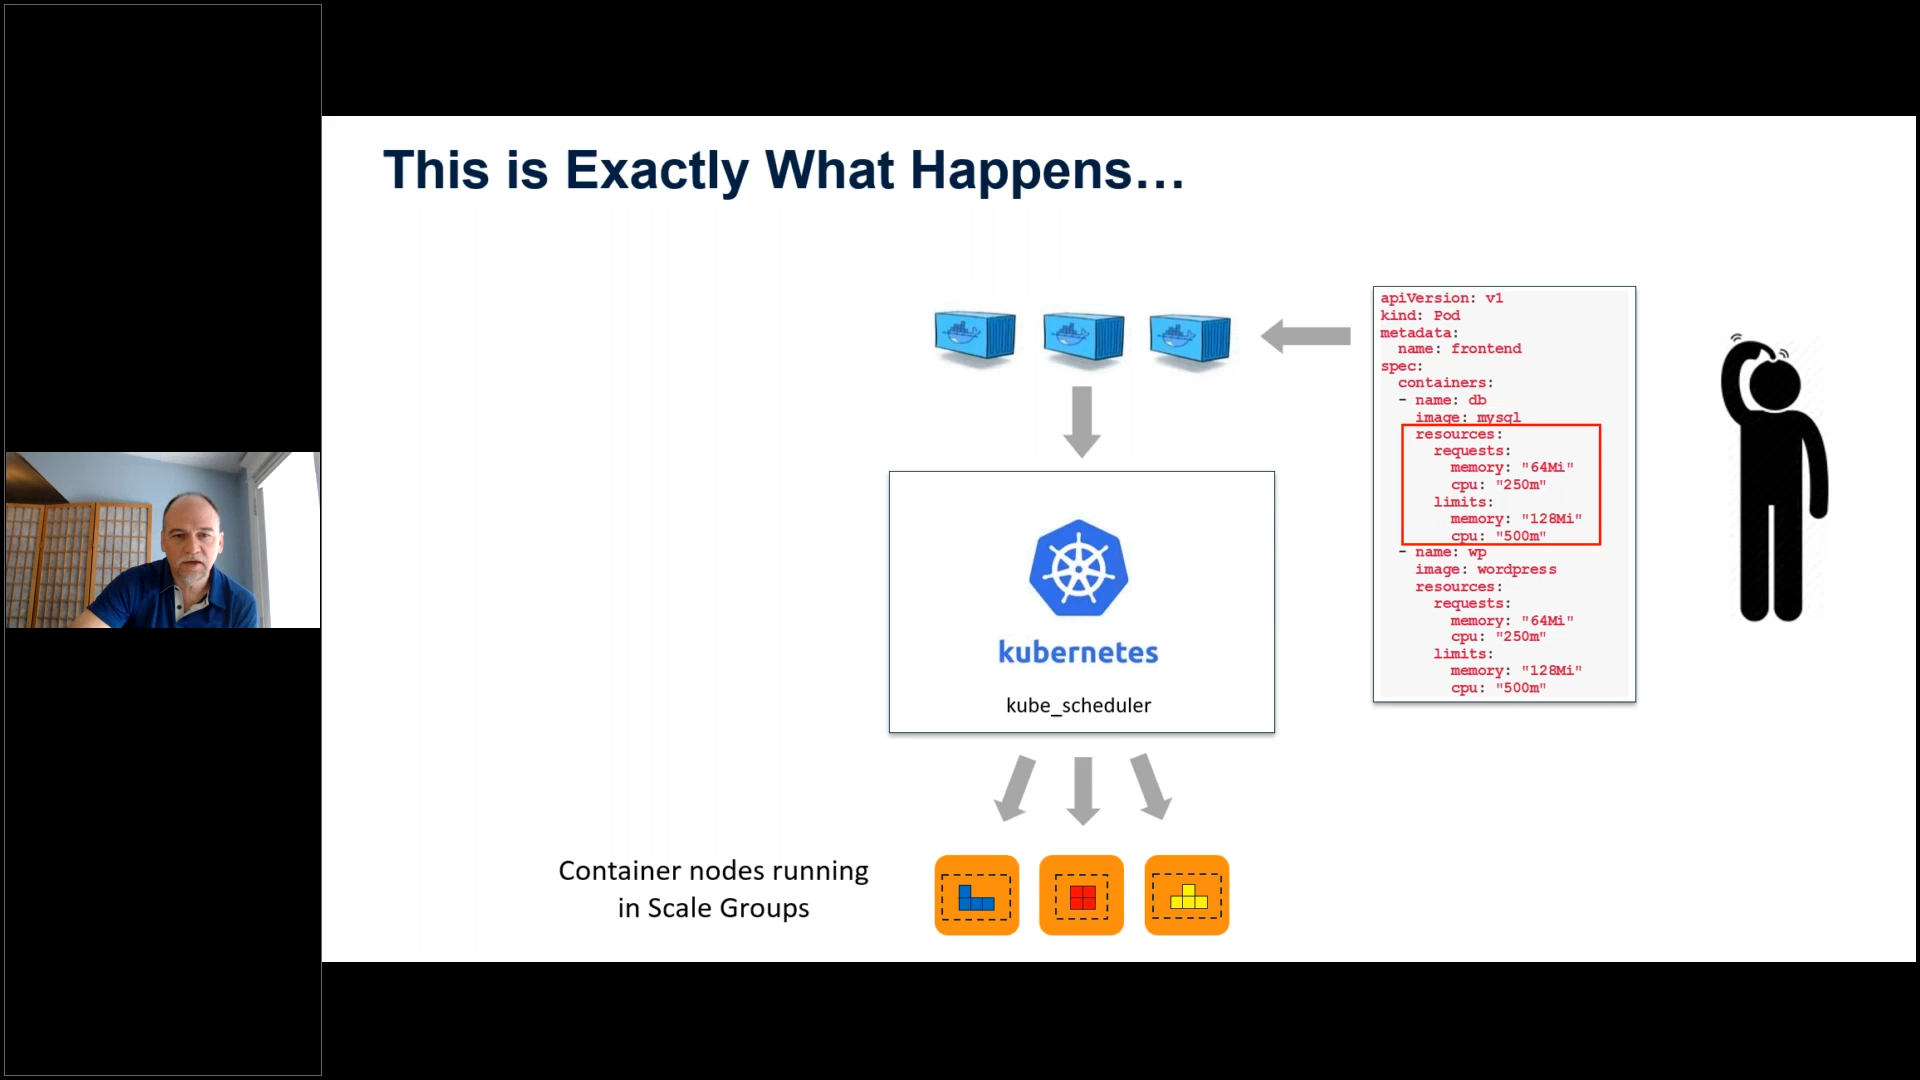 This is Exactly What Happens...
apiVersion: v1
kind: Pod
metadata:
  name: frontend
spec:
  containers:
  - name: db
    image: mysql
    resources:
      requests:
        memory: "64Mi"
        cpu: "250m"
      limits:
        memory: "128Mi"
        cpu: "500m"
  - name: wp
    image: wordpress
    resources:
      requests:
        memory: "64Mi"
        cpu: "250m"
      limits:
        memory: "128Mi"
        cpu: "500m"
kubernetes
kube_scheduler
Container nodes running
in Scale Groups